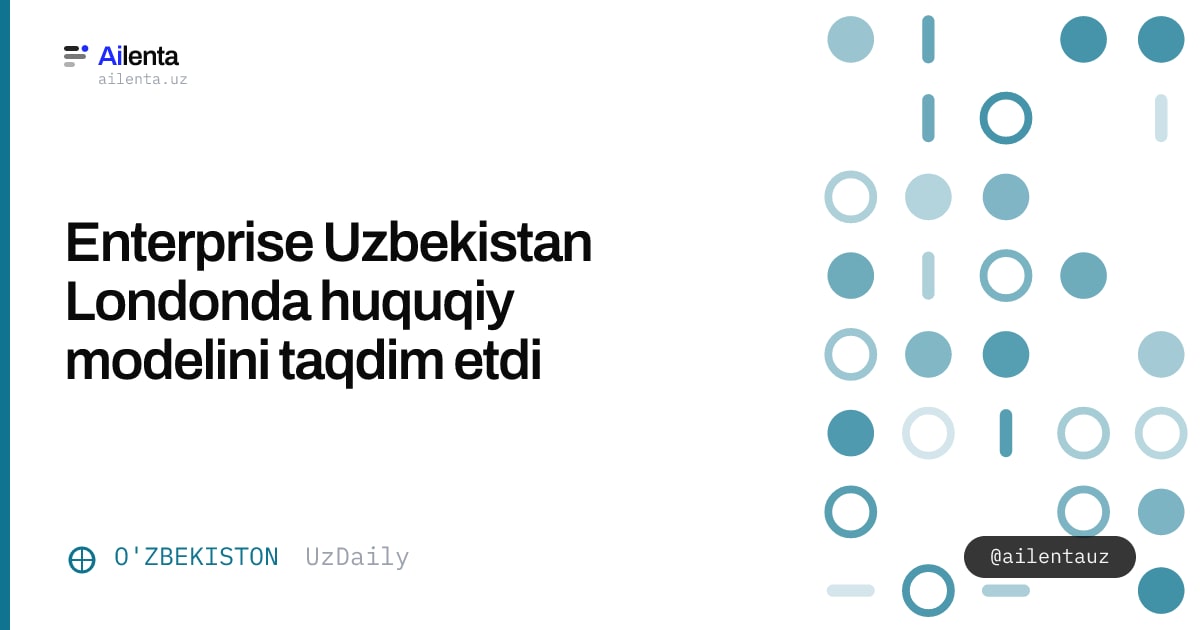 Ailenta
ailenta.uz
Enterprise Uzbekistan
Londonda huquqiy
modelini taqdim etdi
O'ZBEKISTON UzDaily
@ailentauz